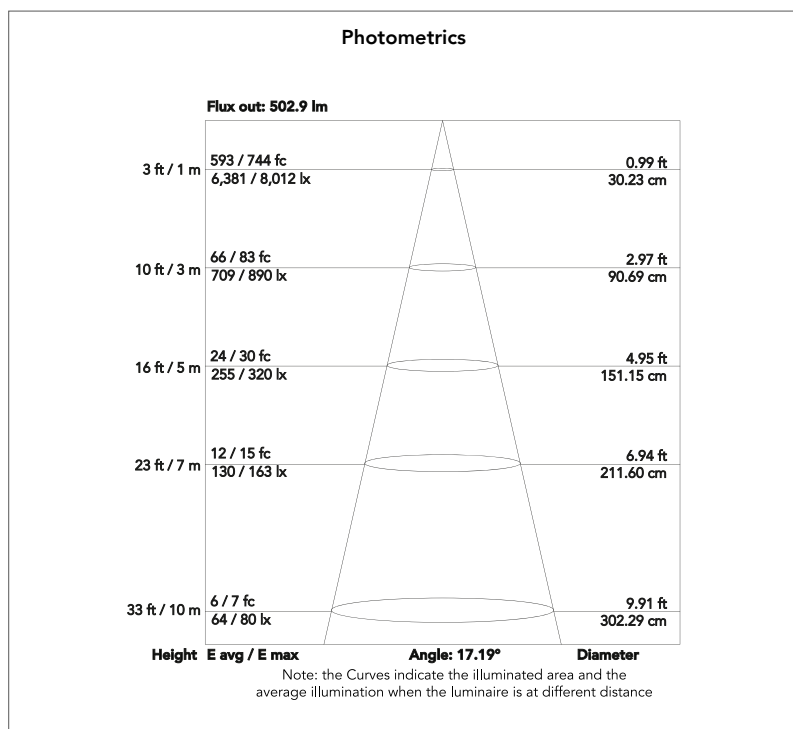 Photometrics
Flux out: 502.9 lm
3 ft / 1 m
593 / 744 fc
6,381 / 8,012 lx
0.99 ft
30.23 cm
10 ft / 3 m
66 / 83 fc
709 / 890 lx
2.97 ft
90.69 cm
16 ft / 5 m
24 / 30 fc
255 / 320 lx
4.95 ft
151.15 cm
23 ft / 7 m
12 / 15 fc
130 / 163 lx
6.94 ft
211.60 cm
33 ft / 10 m
6 / 7 fc
64 / 80 lx
9.91 ft
302.29 cm
Height E avg / E max Angle: 17.19° Diameter
Note: the Curves indicate the illuminated area and the
average illumination when the luminaire is at different distance